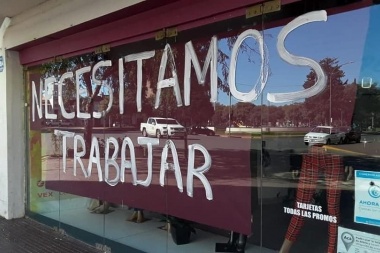 NECESITAMOS
TRABAJAR
TARJETAS
TODAS LAS PROMOS
AHORA